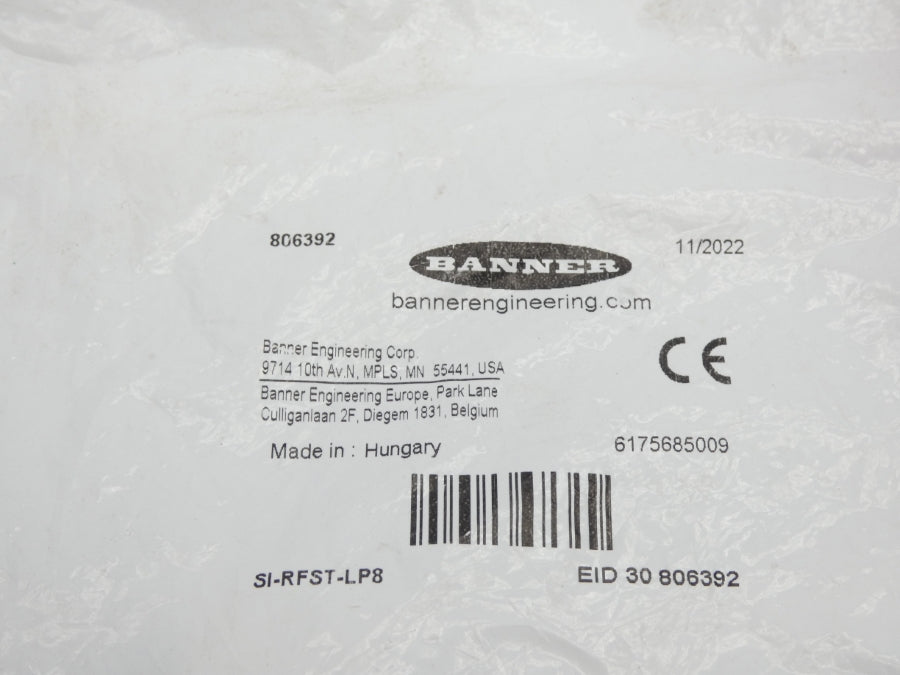 806392
BANNER
11/2022
bannerengineering.com
Banner Engineering Corp.
9714 10th Av.N, MPLS, MN 55441, USA
Banner Engineering Europe, Park Lane
Culliganlaan 2F, Diegem 1831, Belgium
CE
Made in : Hungary
6175685009
SI-RFST-LP8
EID 30 806392